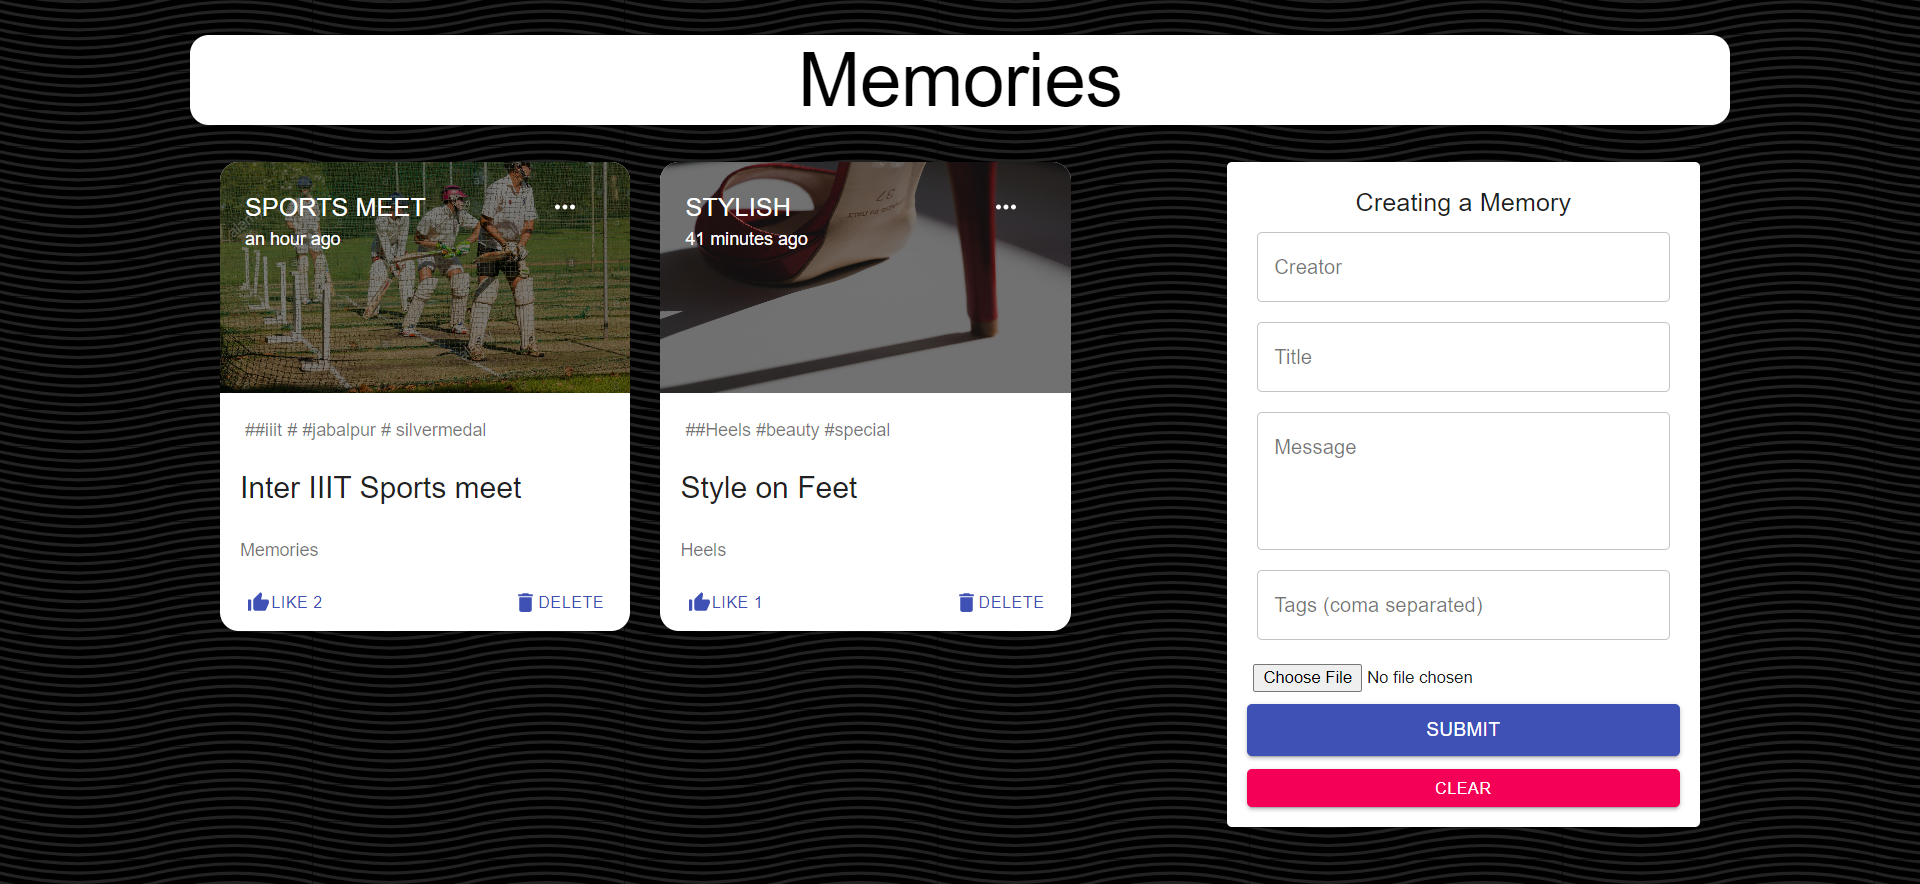 Memories
SPORTS MEET
an hour ago
##iiit # #jabalpur # silvermedal
Inter IIIT Sports meet
Memories
LIKE 2
DELETE
STYLISH
41 minutes ago
37
##Heels #beauty #special
Style on Feet
Heels
LIKE 1
DELETE
Creating a Memory
Creator
Title
Message
Tags (coma separated)
Choose File No file chosen
SUBMIT
CLEAR